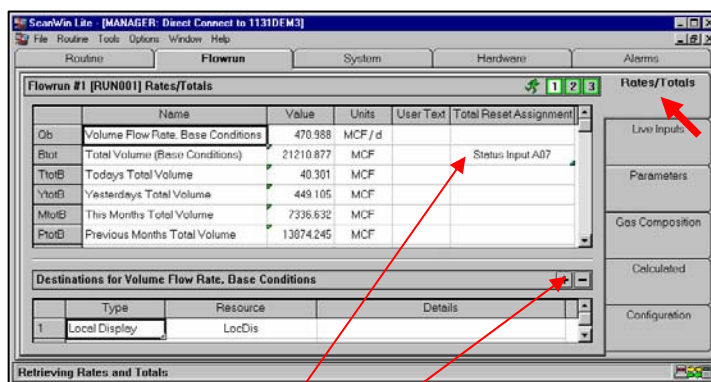 ScanWin Lite - [MANAGER: Direct Connect to 1131DEM3]
File Routine Tools Options Window Help
Routine Flowrun System Hardware Alarms
Flowrun #1 [RUN001] Rates/Totals 1 2 3
Rates/Totals
Name Value Units User Text Total Reset Assignment
Qb Volume Flow Rate, Base Conditions 470.988 MCF / d
Btot Total Volume (Base Conditions) 21210.877 MCF Status Input A07
TtotB Todays Total Volume 40.301 MCF
YtotB Yesterdays Total Volume 449.105 MCF
MtotB This Months Total Volume 7336.632 MCF
PtotB Previous Months Total Volume 13874.245 MCF
Live Inputs
Parameters
Gas Composition
Calculated
Configuration
Destinations for Volume Flow Rate, Base Conditions + -
Type Resource Details
1 Local Display LocDis
Retrieving Rates and Totals